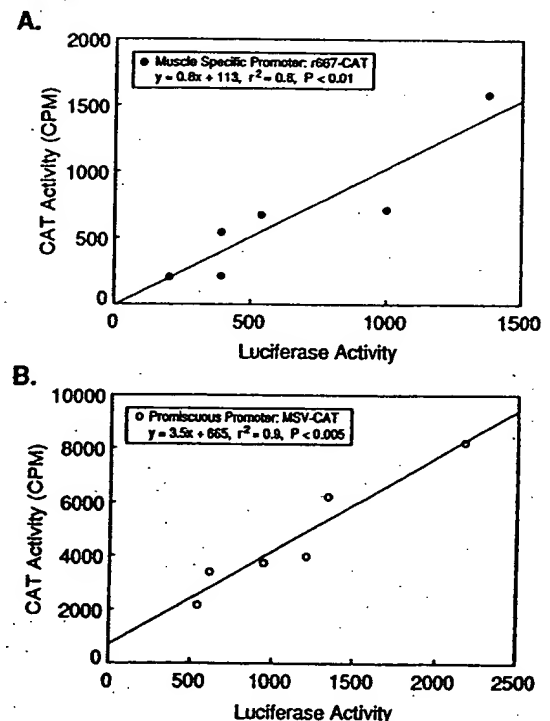 A.
2000
1500
1000
500
0
CAT Activity (CPM)
● Muscle Specific Promoter: r667-CAT
y = 0.8x + 113, r² = 0.8, P < 0.01
0 500 1000 1500
Luciferase Activity
B.
10000
8000
6000
4000
2000
0
CAT Activity (CPM)
○ Promiscuous Promoter: MSV-CAT
y = 3.5x + 665, r² = 0.9, P < 0.005
0 500 1000 1500 2000 2500
Luciferase Activity